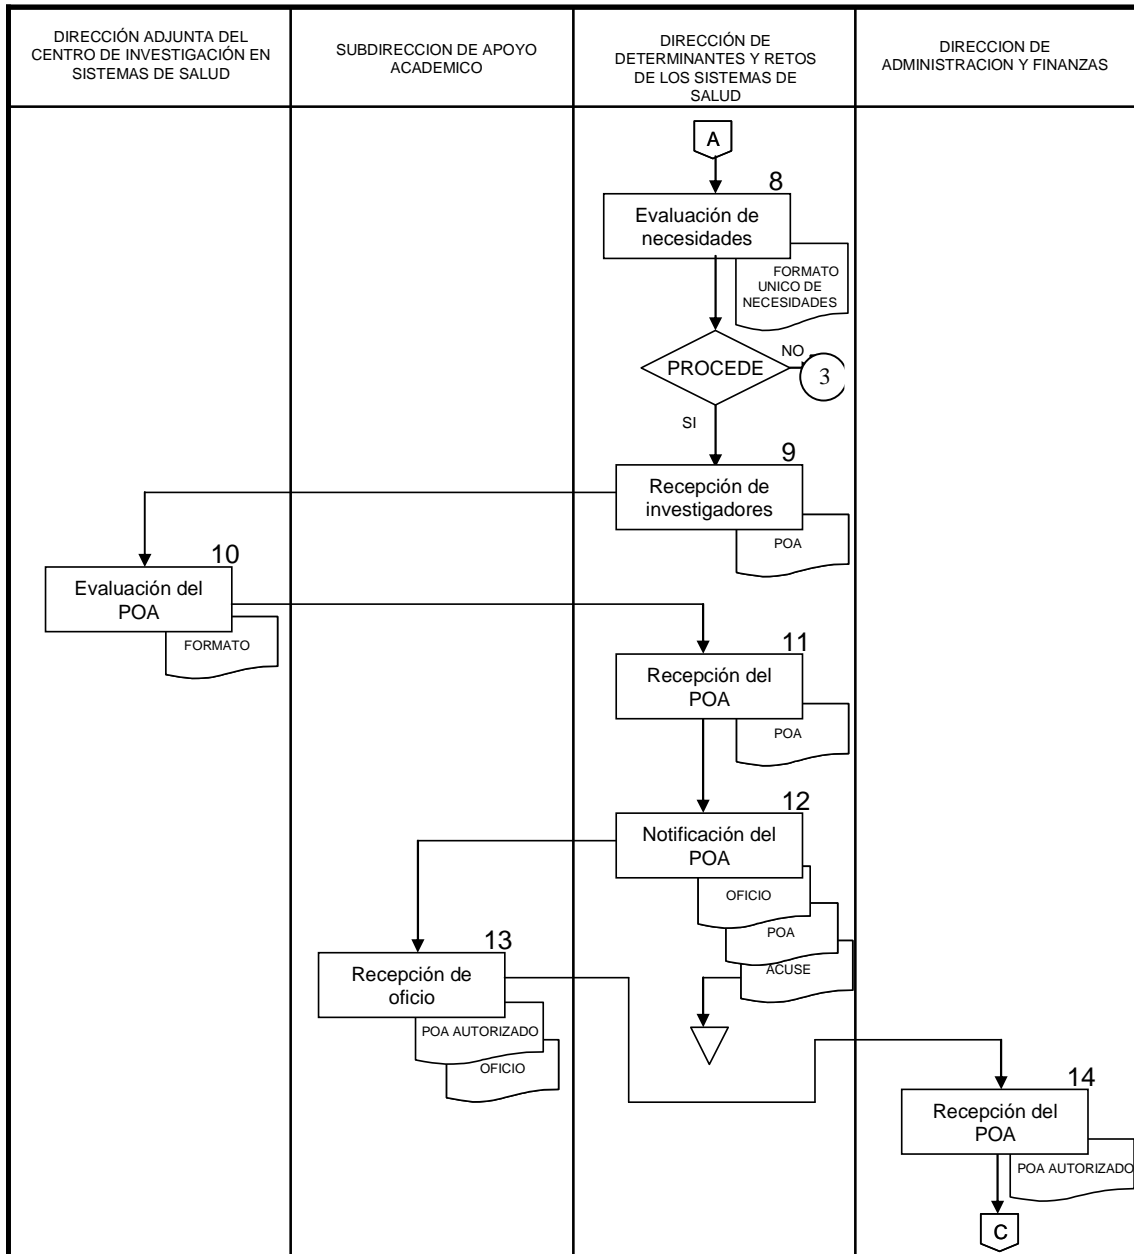 DIRECCIÓN ADJUNTA DEL
CENTRO DE INVESTIGACIÓN EN
SISTEMAS DE SALUD
SUBDIRECCION DE APOYO
ACADEMICO
DIRECCIÓN DE
DETERMINANTES Y RETOS
DE LOS SISTEMAS DE
SALUD
DIRECCION DE
ADMINISTRACION Y FINANZAS
A
8
Evaluación de
necesidades
FORMATO
UNICO DE
NECESIDADES
PROCEDE
NO
3
SI
9
Recepción de
investigadores
POA
10
Evaluación del
POA
FORMATO
11
Recepción del
POA
POA
12
Notificación del
POA
OFICIO
POA
ACUSE
13
Recepción de
oficio
POA AUTORIZADO
OFICIO
14
Recepción del
POA
POA AUTORIZADO
C